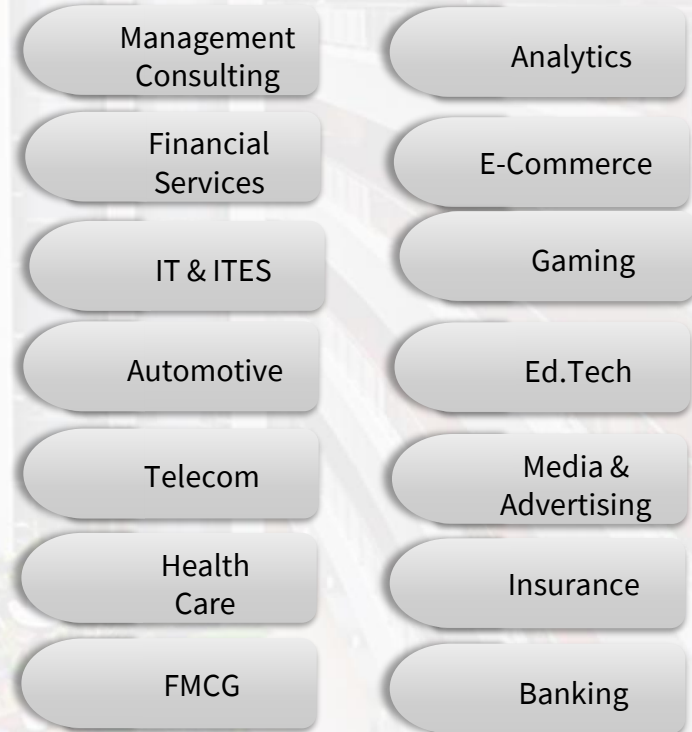 Management
Consulting
Financial
Services
IT & ITES
Automotive
Telecom
Health
Care
FMCG
Analytics
E-Commerce
Gaming
Ed.Tech
Media &
Advertising
Insurance
Banking